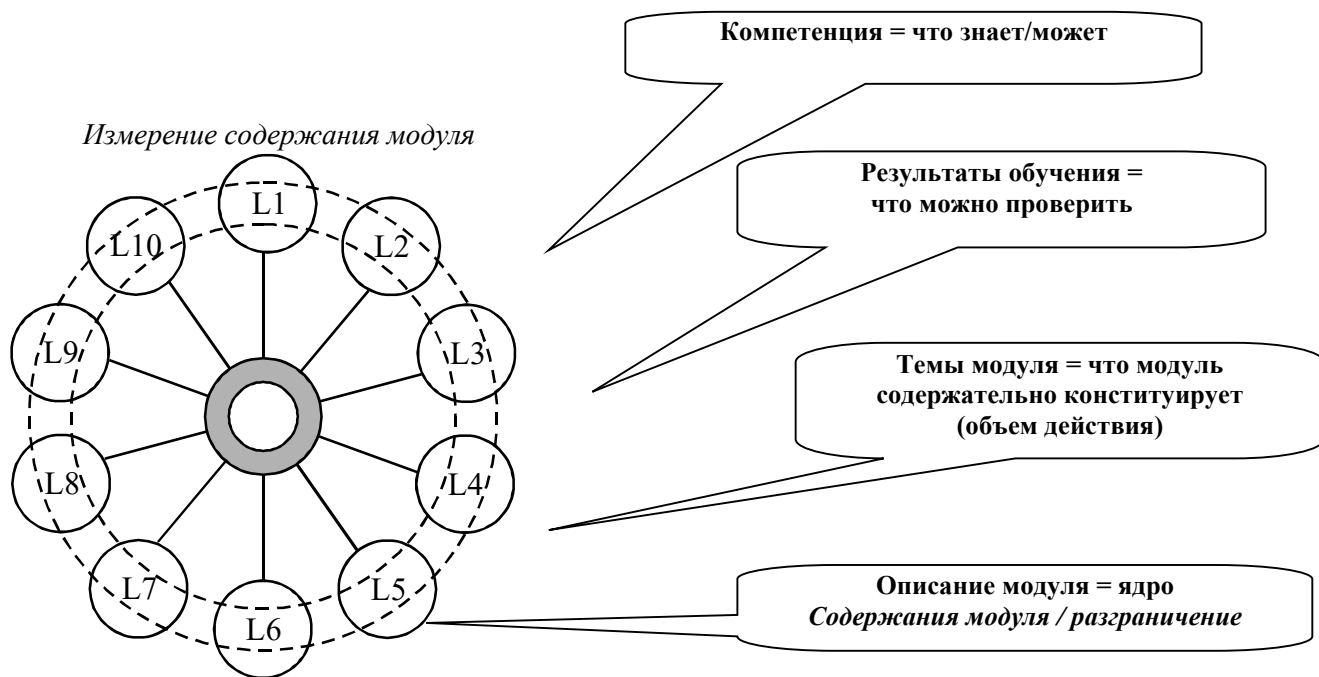 Компетенция = что знает/может
Измерение содержания модуля
Результаты обучения =
что можно проверить
L1
L10
L2
L9
L3
Темы модуля = что модуль
содержательно конституирует
(объем действия)
L8
L4
L7
L5
L6
Описание модуля = ядро
Содержания модуля / разграничение